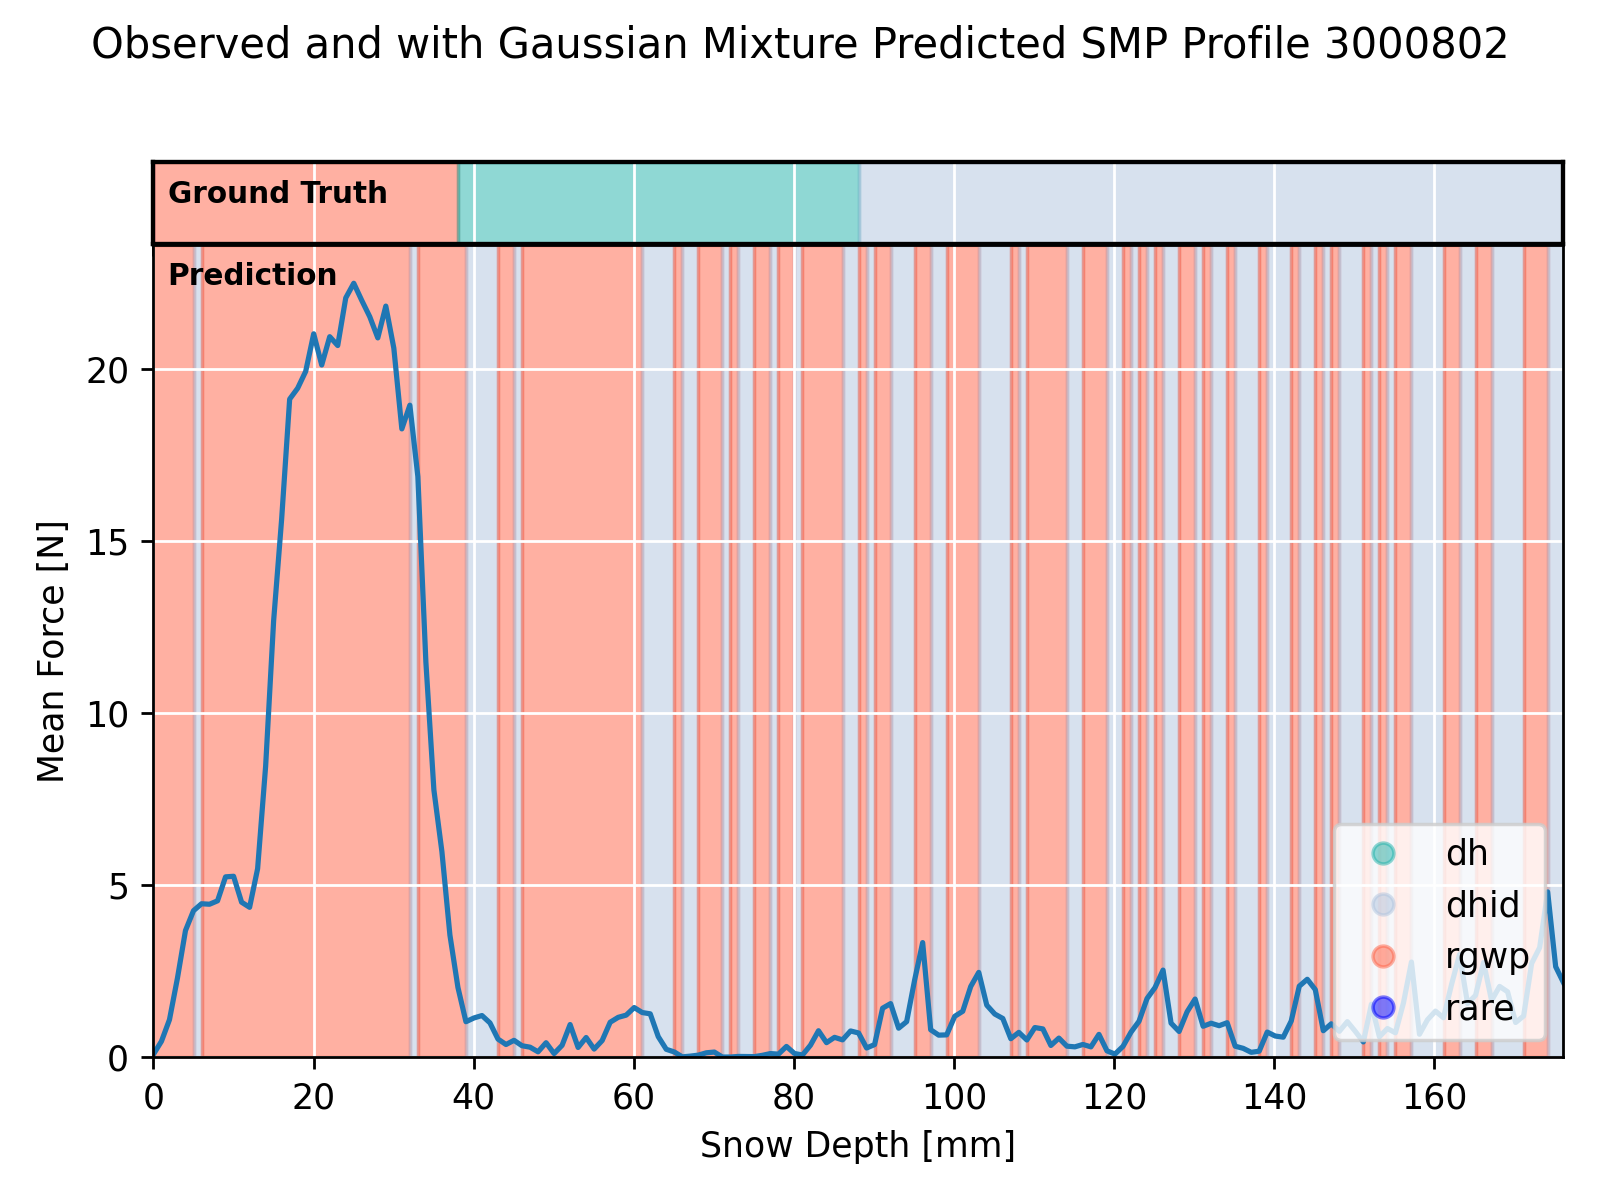 Observed and with Gaussian Mixture Predicted SMP Profile 3000802
Ground Truth
Prediction
20
15
10
5
0
Mean Force [N]
dh
dhid
rgwp
rare
0 20 40 60 80 100 120 140 160
Snow Depth [mm]